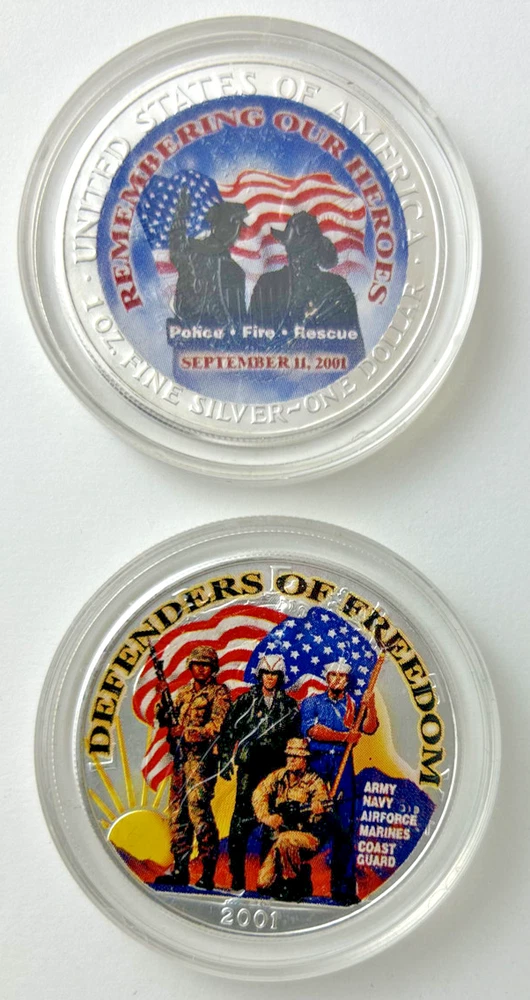 UNITED STATES OF AMERICA
REMEMBERING OUR HEROES
Police • Fire • Rescue
SEPTEMBER 11, 2001
1 OZ. FINE SILVER~ONE DOLLAR
DEFENDERS OF FREEDOM
ARMY
NAVY
AIRFORCE
MARINES
COAST
GUARD
2001